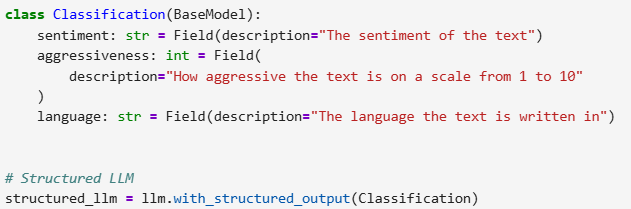 class Classification(BaseModel):
    sentiment: str = Field(description="The sentiment of the text")
    aggressiveness: int = Field(
        description="How aggressive the text is on a scale from 1 to 10"
    )
    language: str = Field(description="The language the text is written in")
# Structured LLM
structured_llm = llm.with_structured_output(Classification)